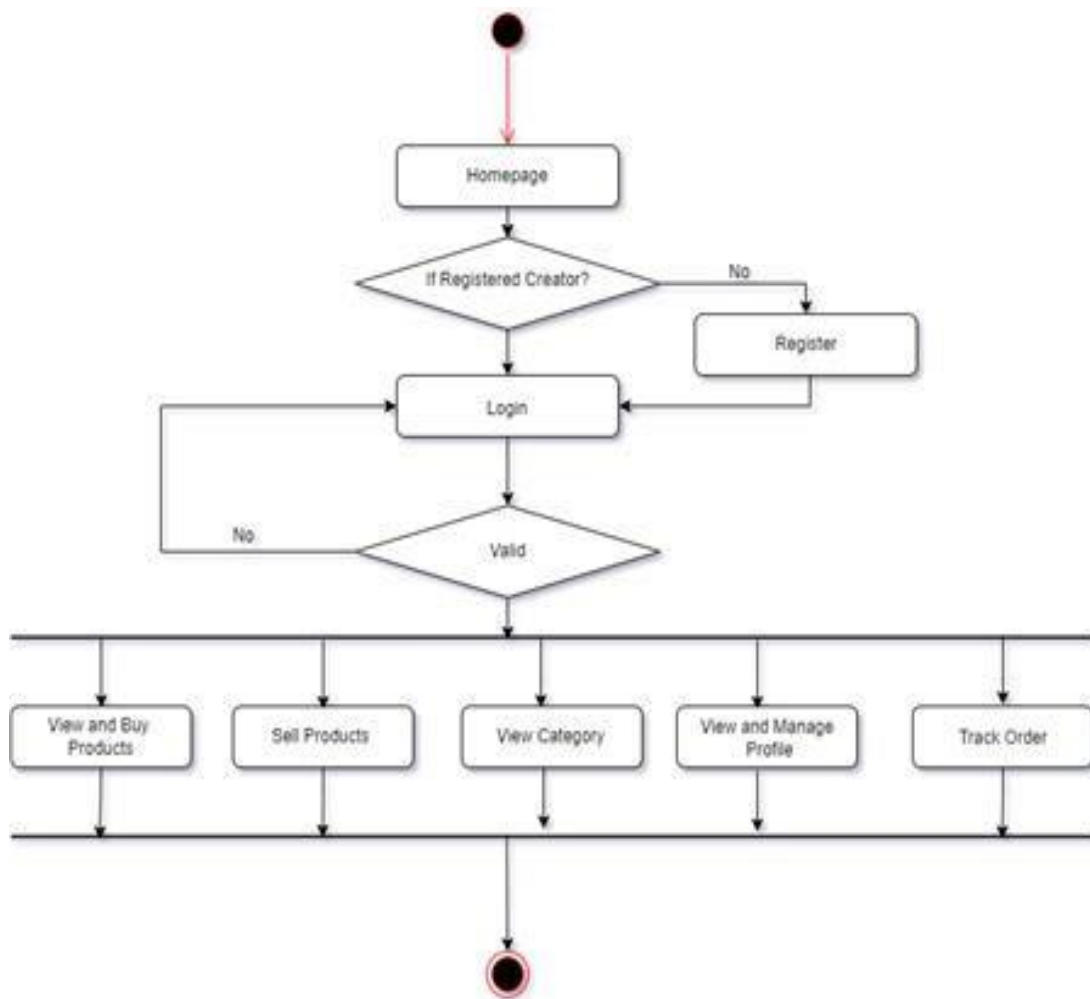 Homepage
If Registered Creator?
No
Register
Login
No
Valid
View and Buy
Products
Sell Products
View Category
View and Manage
Profile
Track Order